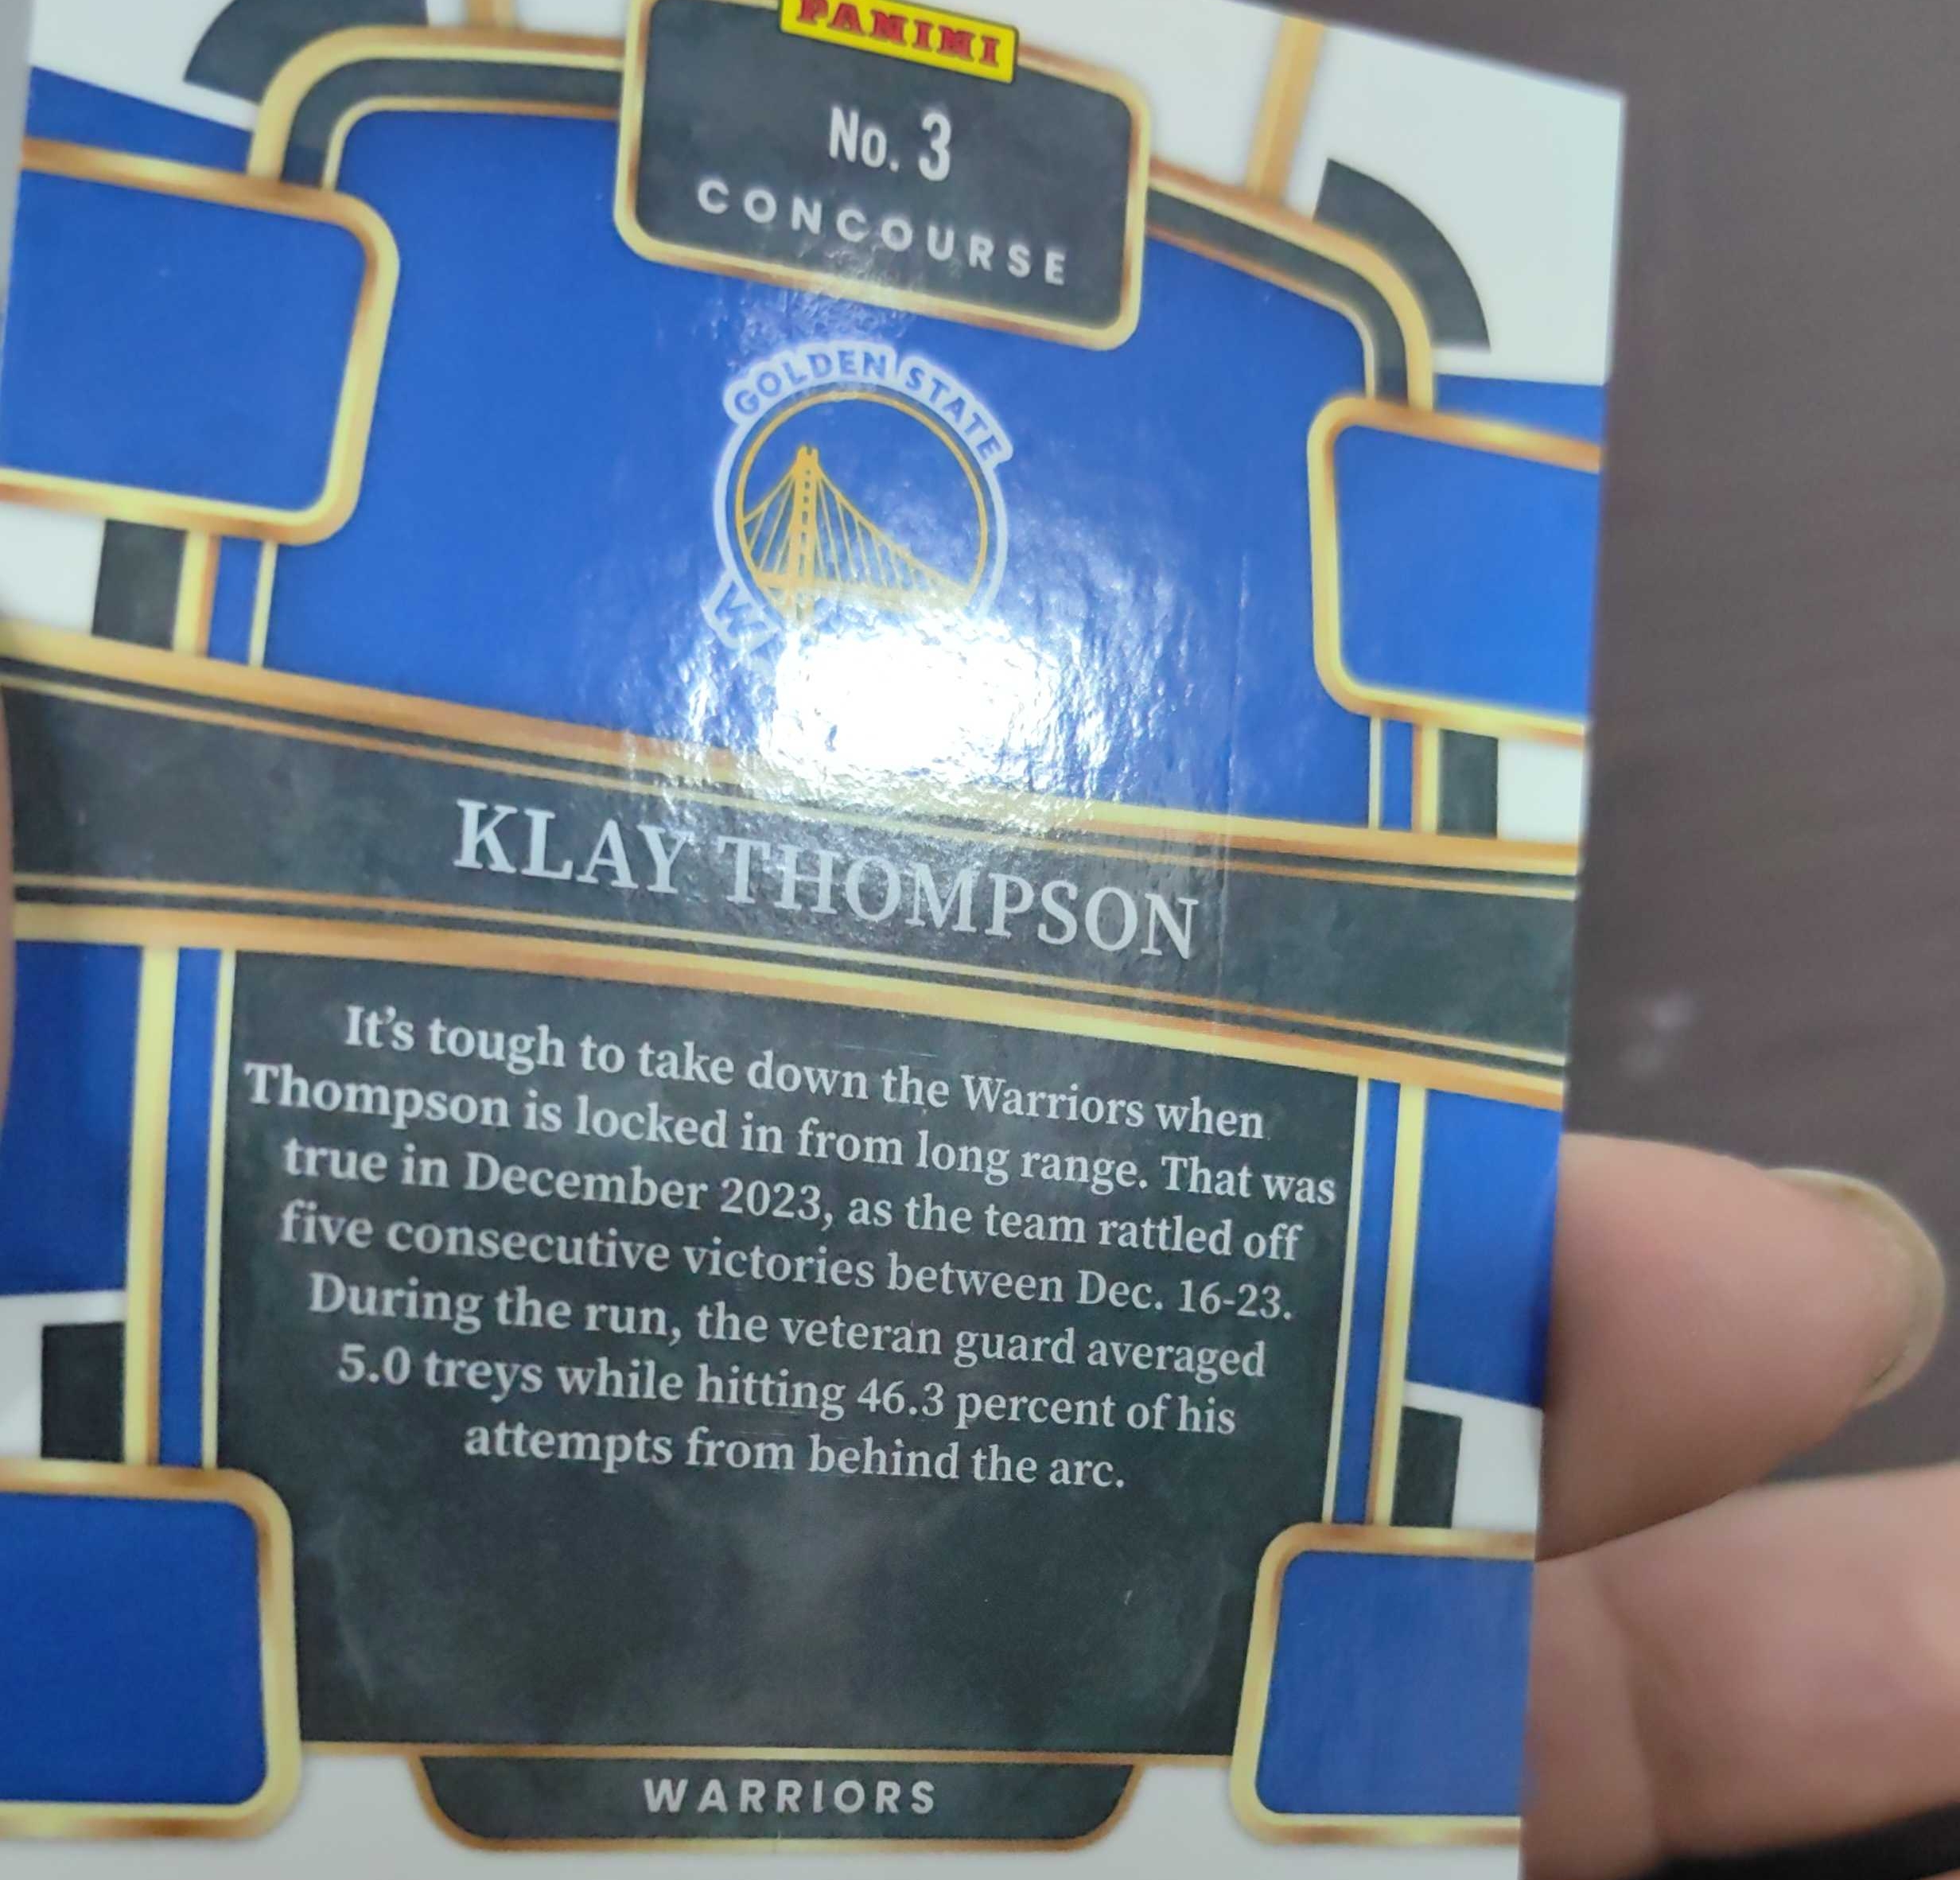 PANINI
No. 3
CONCOURSE
GOLDEN STATE
KLAY THOMPSON
It's tough to take down the Warriors when
Thompson is locked in from long range. That was
true in December 2023, as the team rattled off
five consecutive victories between Dec. 16-23.
During the run, the veteran guard averaged
5.0 treys while hitting 46.3 percent of his
attempts from behind the arc.
WARRIORS